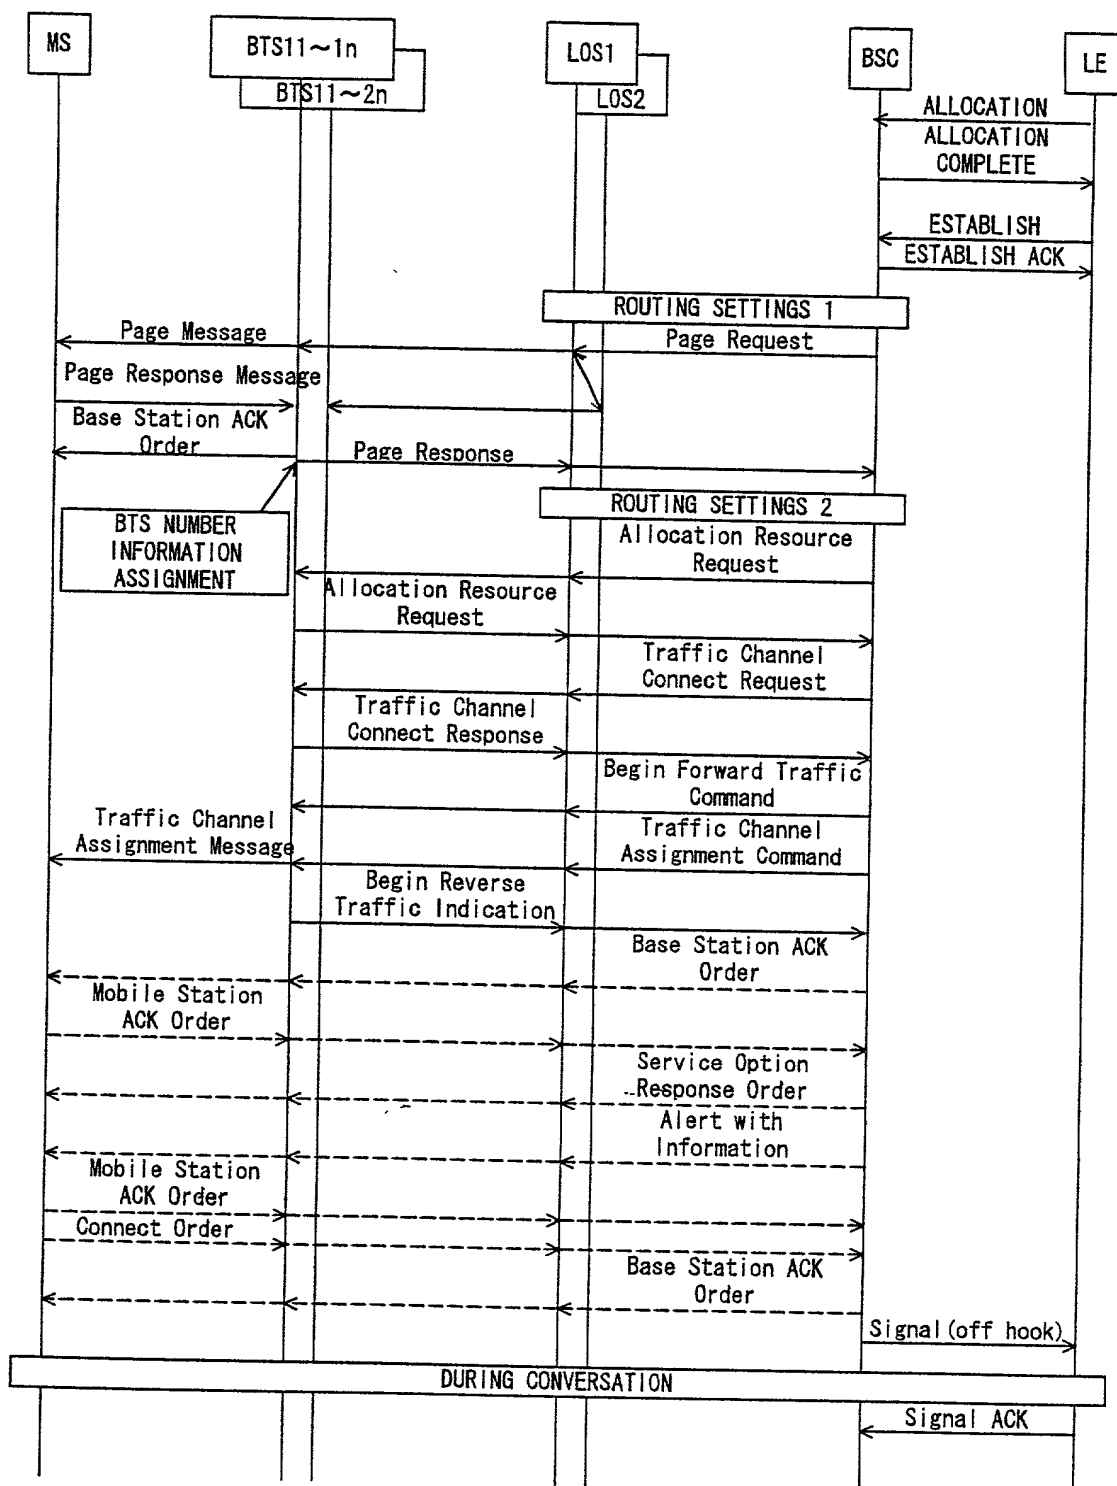 MS
BTS11～1n
BTS11～2n
LOS1
LOS2
BSC
LE
ALLOCATION
ALLOCATION
COMPLETE
ESTABLISH
ESTABLISH ACK
ROUTING SETTINGS 1
Page Message
Page Request
Page Response Message
Base Station ACK
Order
Page Response
ROUTING SETTINGS 2
BTS NUMBER
INFORMATION
ASSIGNMENT
Allocation Resource
Request
Allocation Resource
Request
Traffic Channel
Connect Request
Traffic Channel
Connect Response
Begin Forward Traffic
Command
Traffic Channel
Assignment Message
Traffic Channel
Assignment Command
Begin Reverse
Traffic Indication
Base Station ACK
Order
Mobile Station
ACK Order
Service Option
Response Order
Alert with
Information
Mobile Station
ACK Order
Connect Order
Base Station ACK
Order
Signal(off hook)
DURING CONVERSATION
Signal ACK